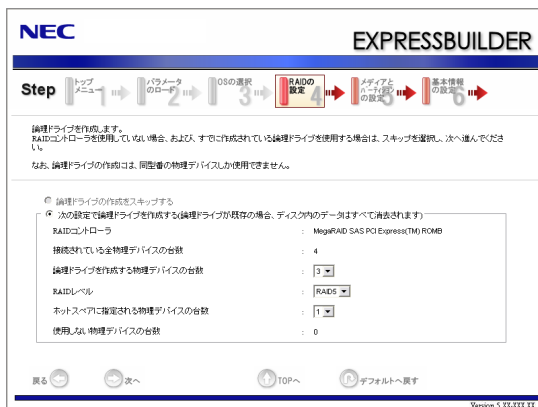 NEC
EXPRESSBUILDER
Step
トップ
メニュー 1
パラメータ
のロード 2
OSの選択
3
RAIDの
設定 4
メディアと
パーティション
の設定 5
基本情報
の設定 6
論理ドライブを作成します。
RAIDコントローラを使用していない場合、および、すでに作成されている論理ドライブを使用する場合は、スキップを選択し、次へ進んでくださ
い。
なお、論理ドライブの作成には、同型番の物理デバイスしか使用できません。
論理ドライブの作成をスキップする
次の設定で論理ドライブを作成する(論理ドライブが既存の場合、ディスク内のデータはすべて消去されます)
RAIDコントローラ : MegaRAID SAS PCI Express(TM) ROMB
接続されている全物理デバイスの台数 : 4
論理ドライブを作成する物理デバイスの台数 : 3
RAIDレベル : RAID5
ホットスペアに指定される物理デバイスの台数 : 1
使用しない物理デバイスの台数 : 0
戻る
次へ
TOPへ
デフォルトへ戻す
Version 5.XX-XXX.XX